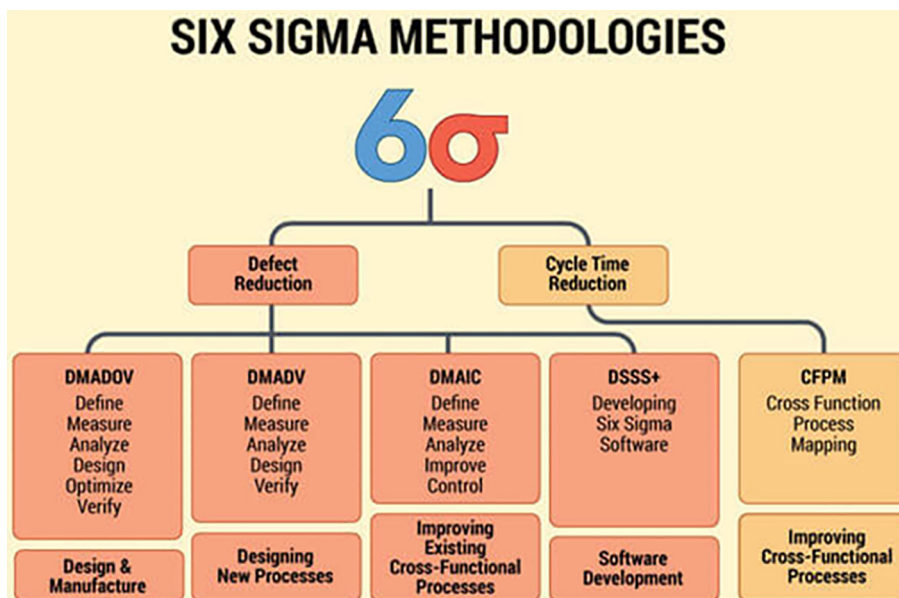 SIX SIGMA METHODOLOGIES
6σ
Defect
Reduction
Cycle Time
Reduction
DMADOV
Define
Measure
Analyze
Design
Optimize
Verify
Design &
Manufacture
DMADV
Define
Measure
Analyze
Design
Verify
Designing
New Processes
DMAIC
Define
Measure
Analyze
Improve
Control
Improving
Existing
Cross-Functional
Processes
DSSS+
Developing
Six Sigma
Software
Software
Development
CFPM
Cross Function
Process
Mapping
Improving
Cross-Functional
Processes